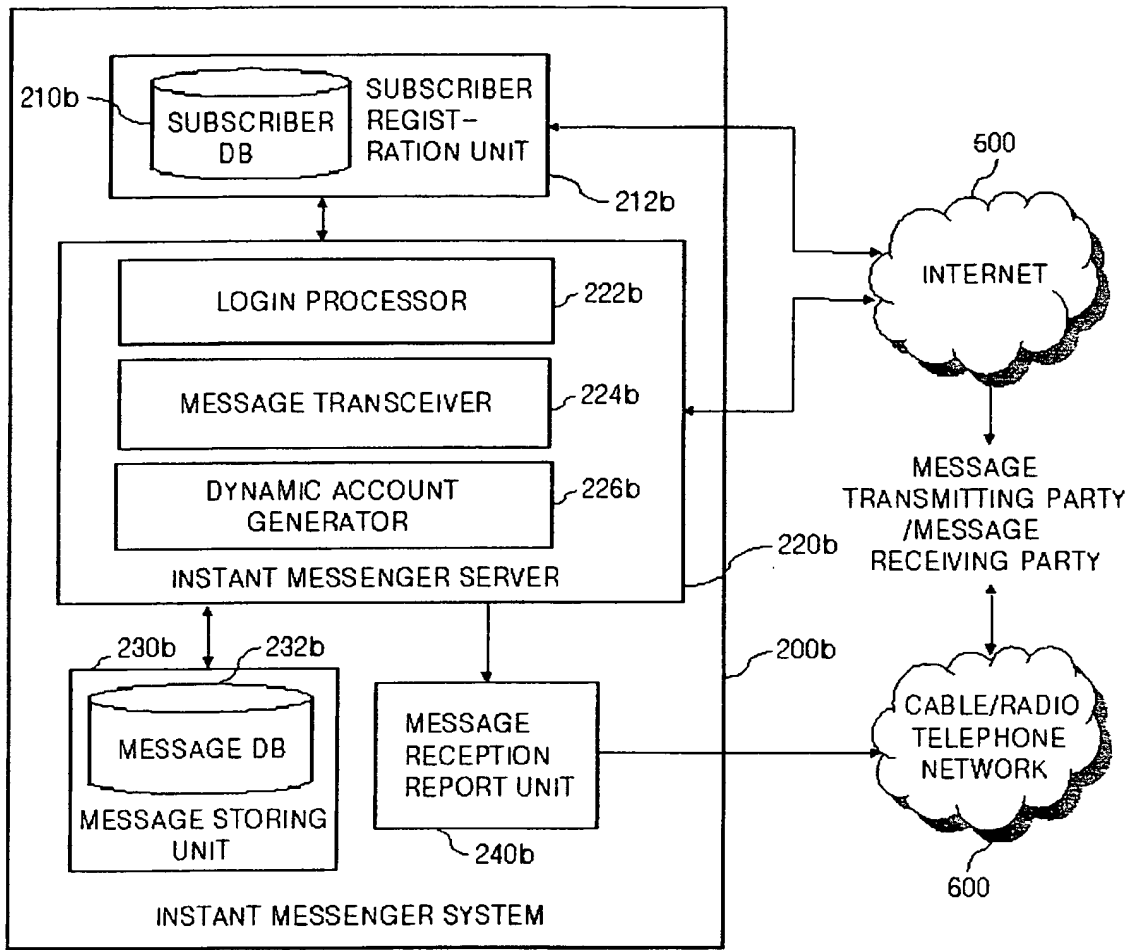 210b
SUBSCRIBER
DB
SUBSCRIBER
REGIST-
RATION UNIT
212b
500
INTERNET
LOGIN PROCESSOR
222b
MESSAGE TRANSCEIVER
224b
DYNAMIC ACCOUNT
GENERATOR
226b
INSTANT MESSENGER SERVER
220b
MESSAGE
TRANSMITTING PARTY
/MESSAGE
RECEIVING PARTY
230b
232b
MESSAGE DB
MESSAGE STORING
UNIT
MESSAGE
RECEPTION
REPORT UNIT
240b
200b
CABLE/RADIO
TELEPHONE
NETWORK
600
INSTANT MESSENGER SYSTEM